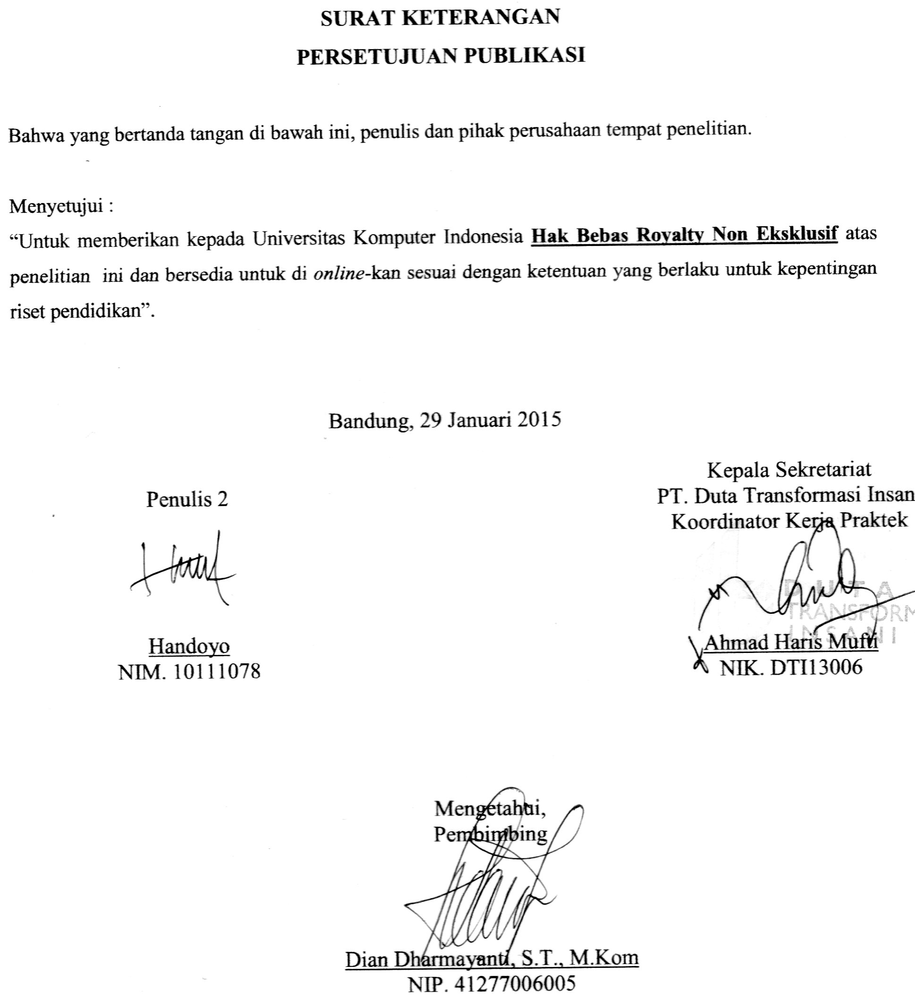 SURAT KETERANGAN
PERSETUJUAN PUBLIKASI
Bahwa yang bertanda tangan di bawah ini, penulis dan pihak perusahaan tempat penelitian.
Menyetujui :
“Untuk memberikan kepada Universitas Komputer Indonesia Hak Bebas Royalty Non Eksklusif atas
penelitian ini dan bersedia untuk di online-kan sesuai dengan ketentuan yang berlaku untuk kepentingan
riset pendidikan”.
Bandung, 29 Januari 2015
Penulis 2
Handoyo
NIM. 10111078
Kepala Sekretariat
PT. Duta Transformasi Insan
Koordinator Kerja Praktek
DUTA
TRANSFORM
INSANI
Ahmad Haris Mufti
NIK. DTI13006
Mengetahui,
Pembimbing
Dian Dharmayanti, S.T., M.Kom
NIP. 41277006005